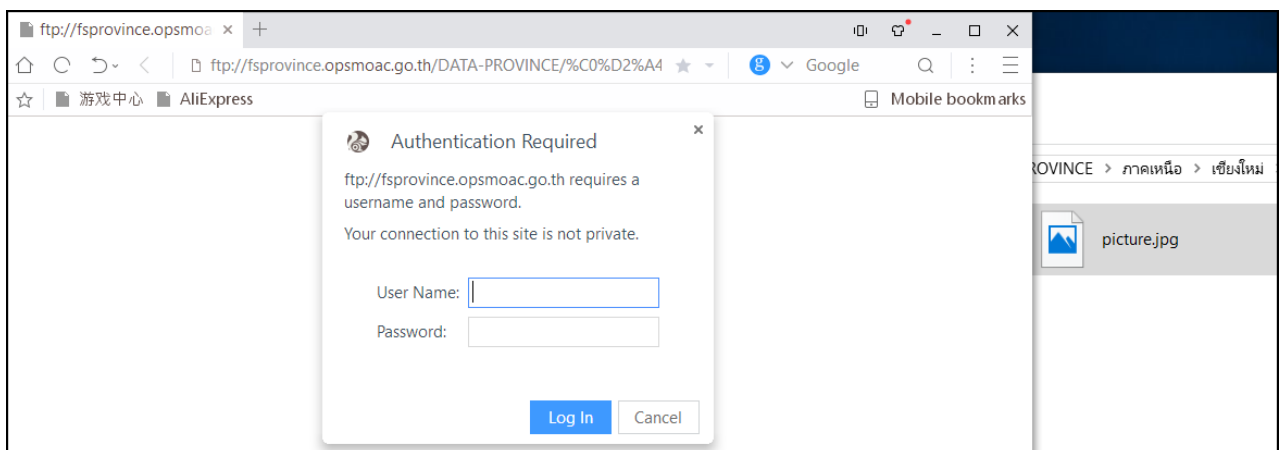 ftp://fsprovince.opsmoa
ftp://fsprovince.opsmoac.go.th/DATA-PROVINCE/%C0%D2%A4
Google
游戏中心 AliExpress Mobile bookmarks
Authentication Required
ftp://fsprovince.opsmoac.go.th requires a
username and password.
Your connection to this site is not private.
User Name:
Password:
Log In Cancel
ROVINCE > ภาคเหนือ > เชียงใหม่
picture.jpg